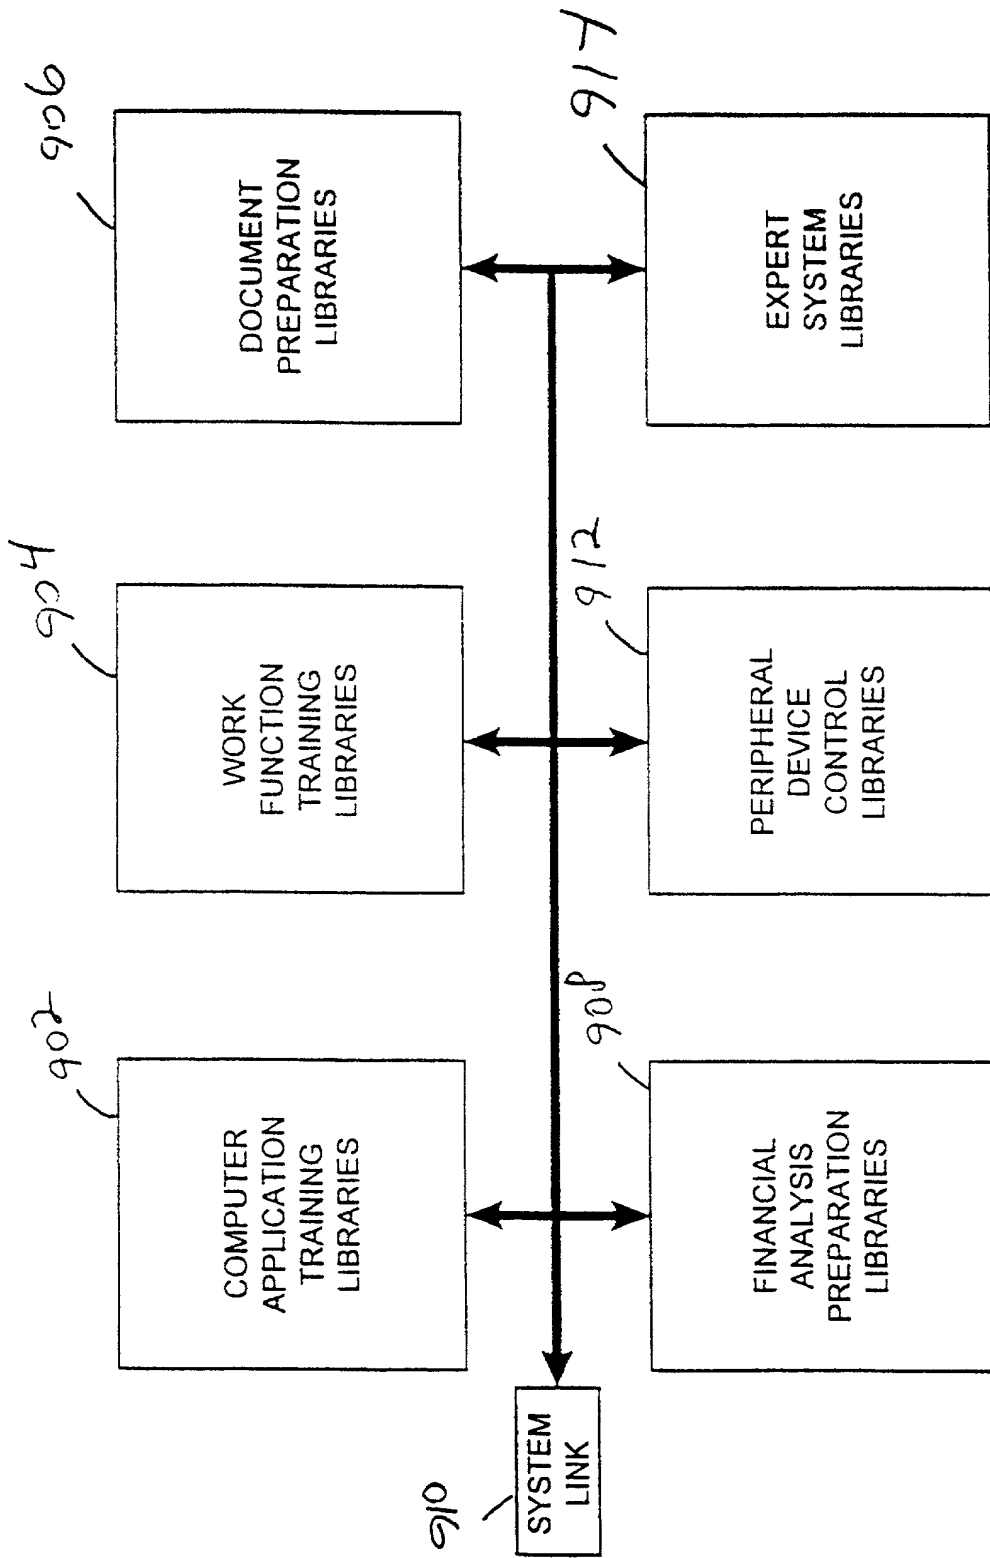 902
COMPUTER
APPLICATION
TRAINING
LIBRARIES
904
WORK
FUNCTION
TRAINING
LIBRARIES
906
DOCUMENT
PREPARATION
LIBRARIES
910
SYSTEM
LINK
908
FINANCIAL
ANALYSIS
PREPARATION
LIBRARIES
912
PERIPHERAL
DEVICE
CONTROL
LIBRARIES
914
EXPERT
SYSTEM
LIBRARIES